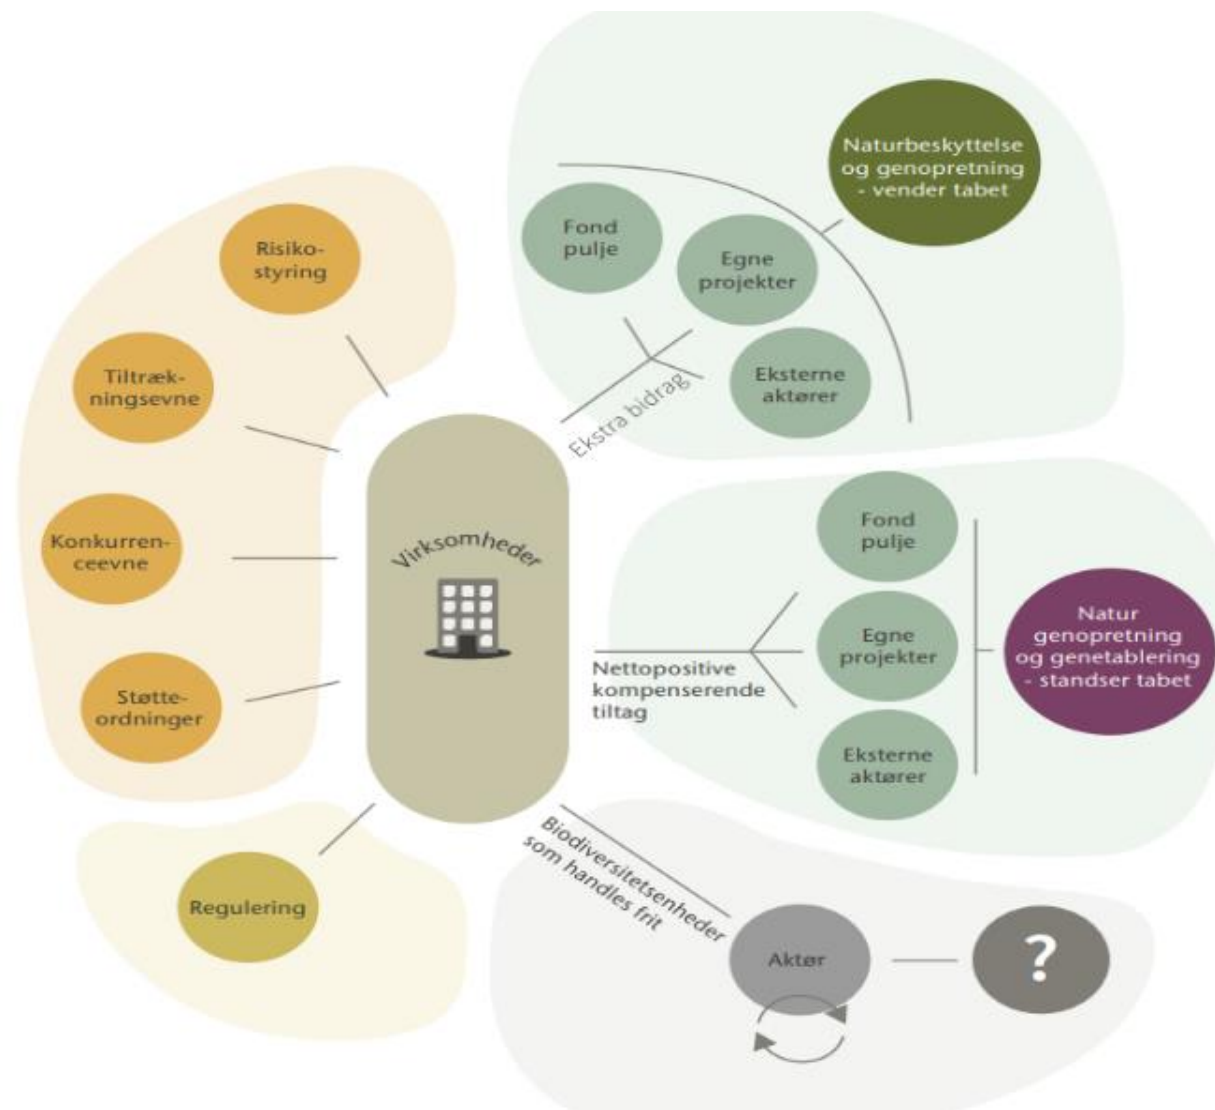 Naturbeskyttelse
og genopretning
- vender tabet
Fond
pulje
Egne
projekter
Eksterne
aktører
Ekstra bidrag
Risiko-
styring
Tiltræk-
ningsevne
Konkurren-
ceevne
Støtte-
ordninger
Regulering
Virksomheder
Fond
pulje
Egne
projekter
Eksterne
aktører
Nettopositive
kompenserende
tiltag
Natur
genopretning
og genetablering
- standser tabet
Biodiversitetsenheder
som handles frit
Aktør
?